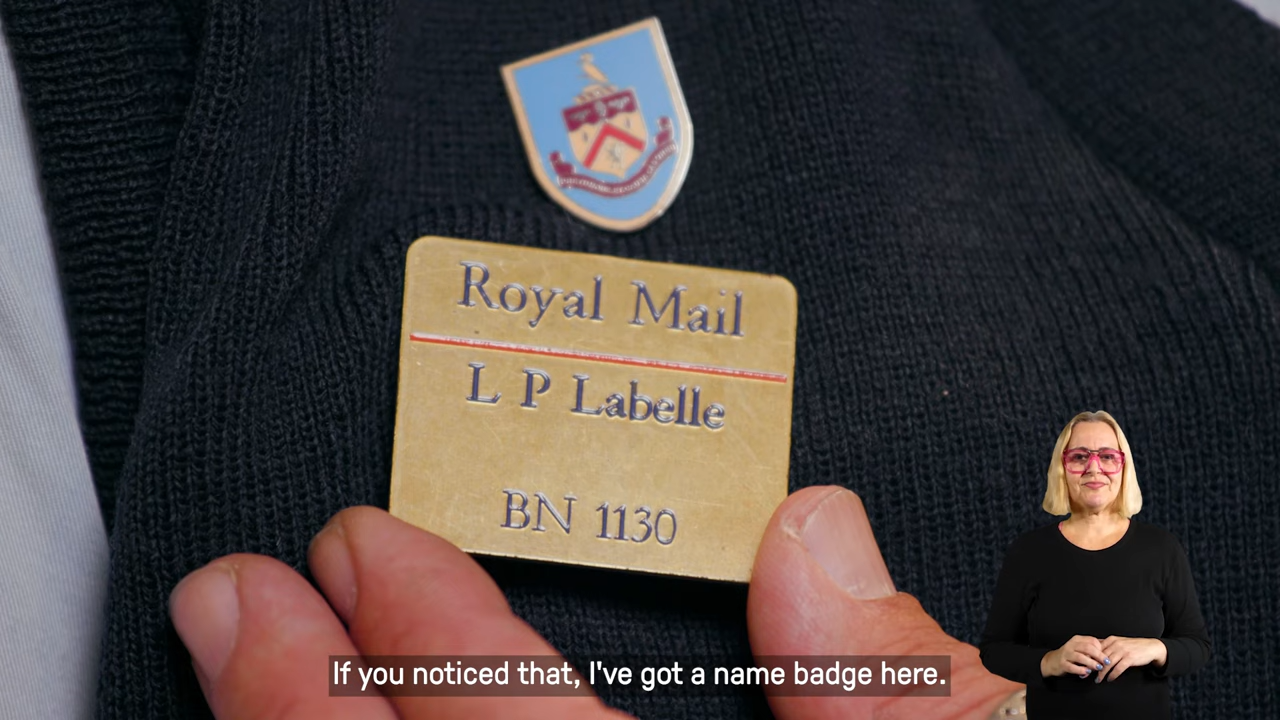 Royal Mail
L P Labelle
BN 1130
If you noticed that, I've got a name badge here.